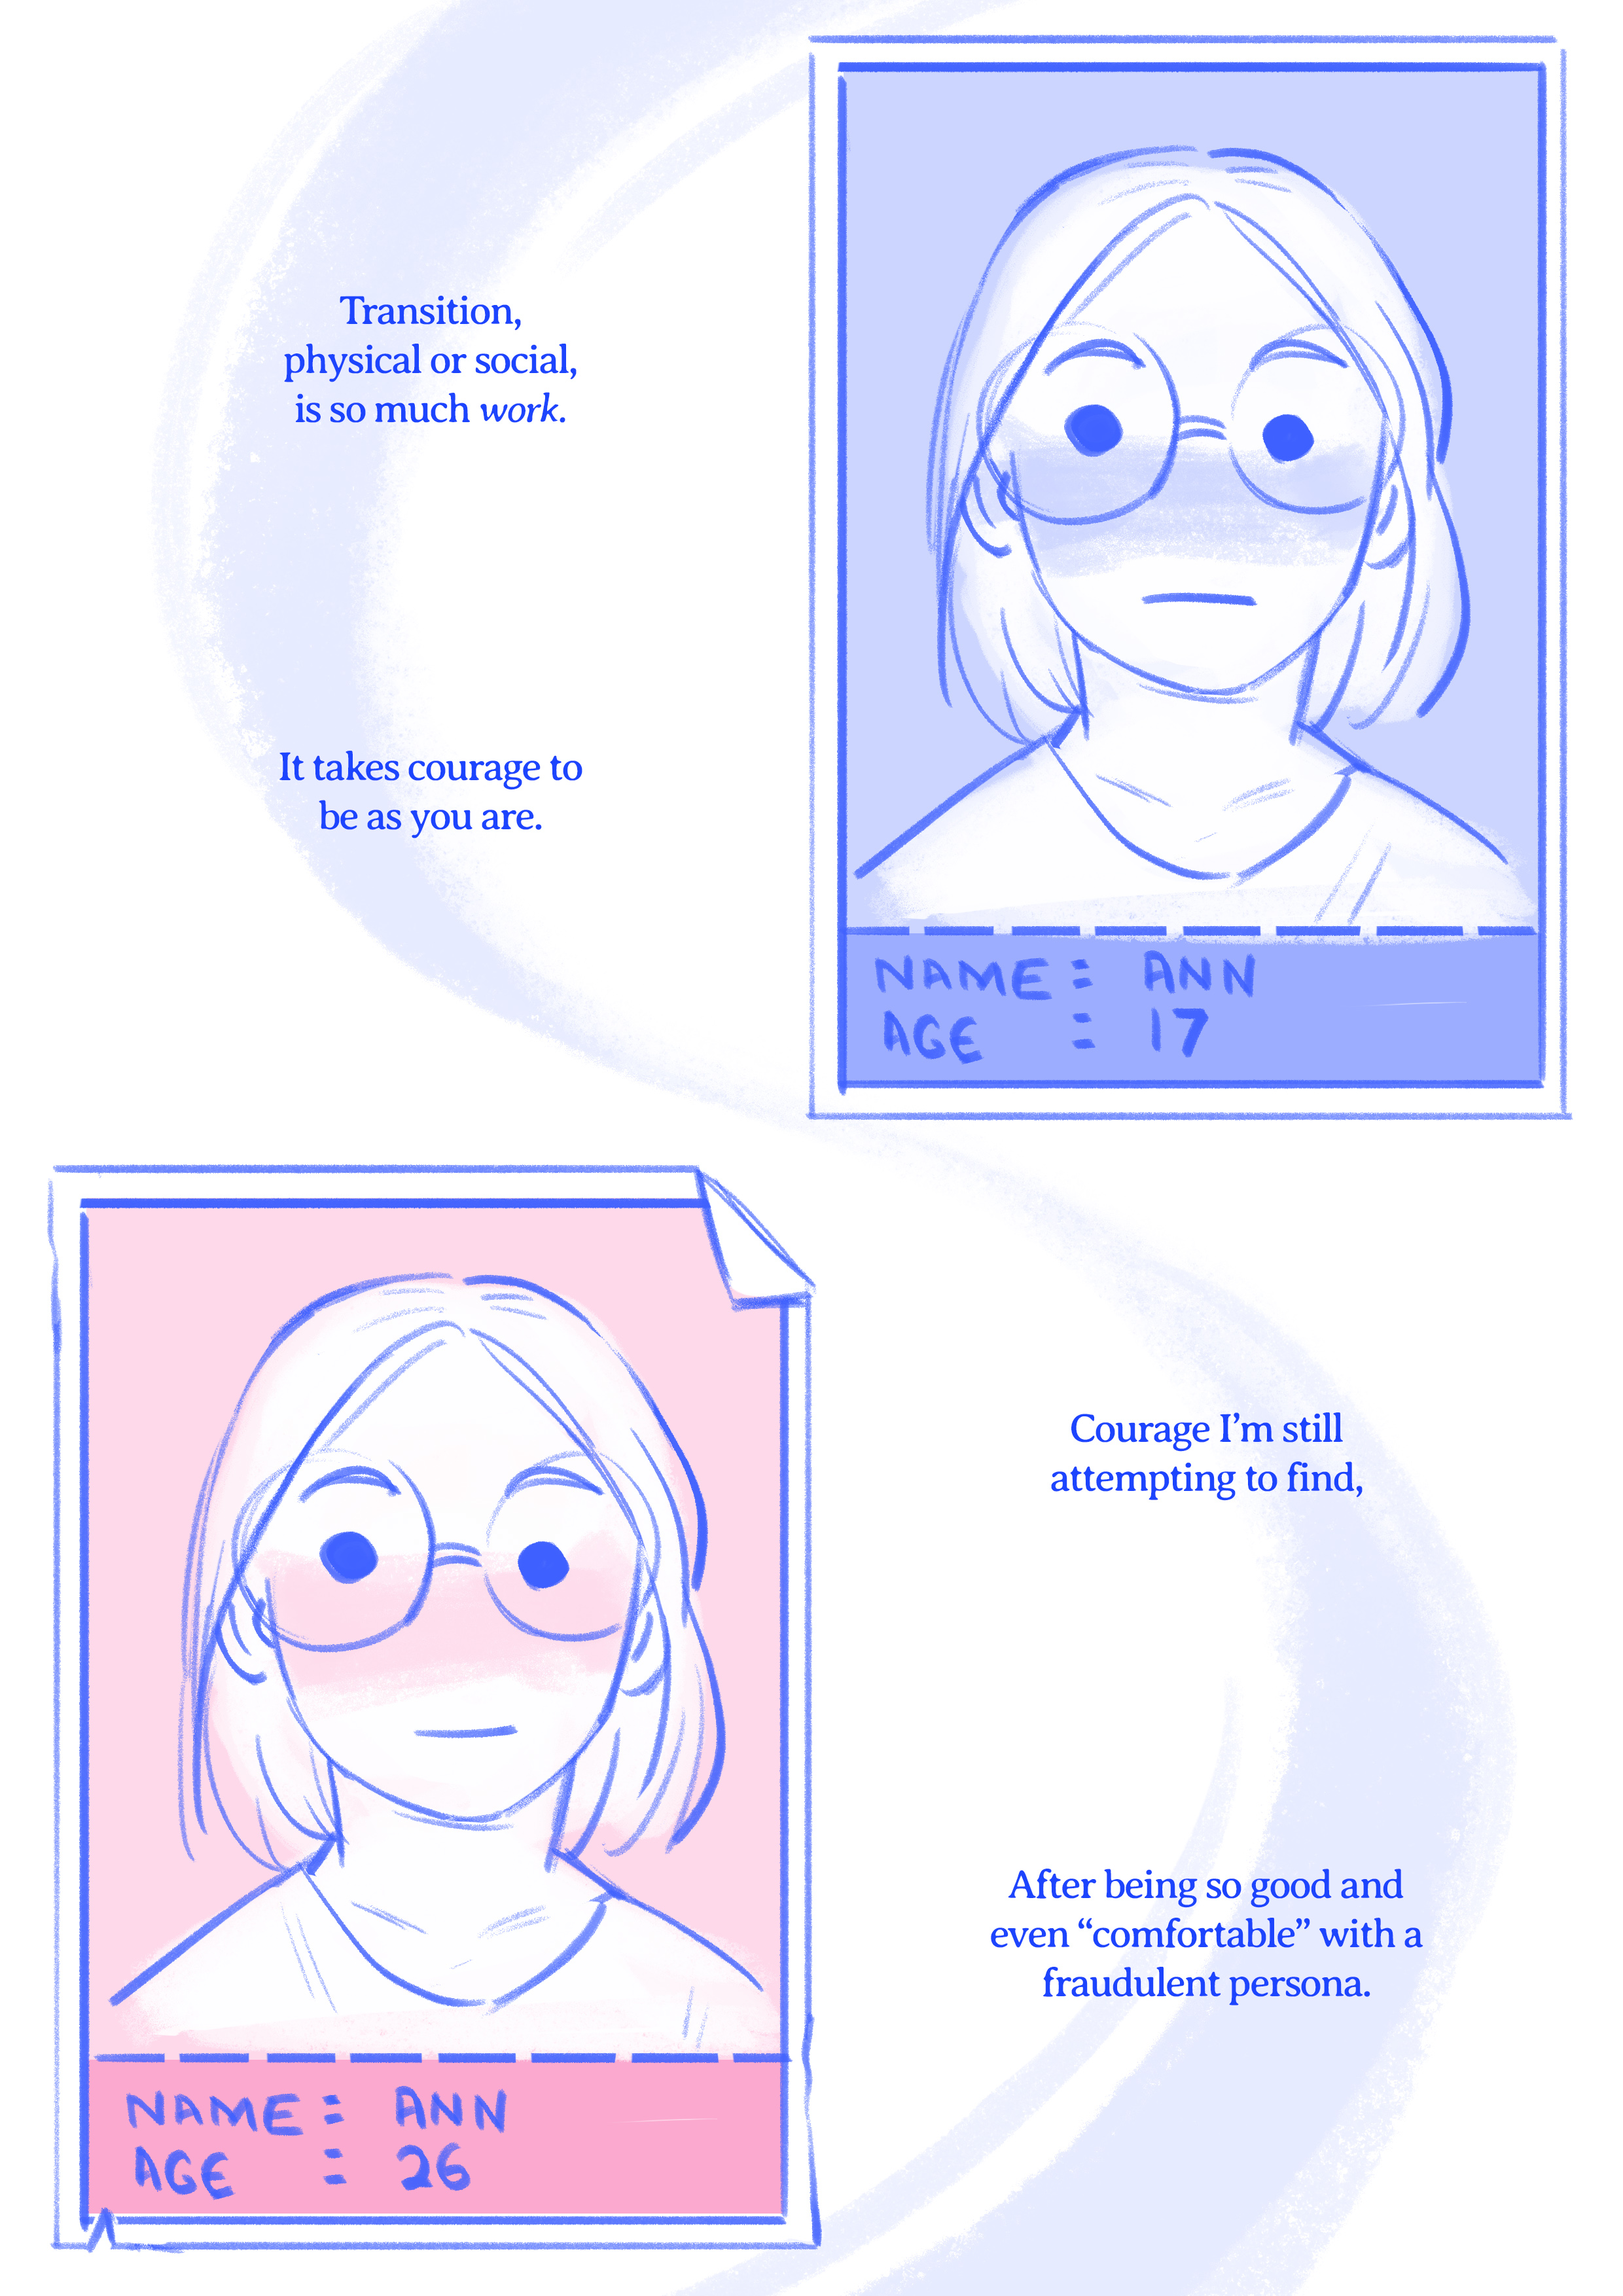 Transition,
physical or social,
is so much work.
It takes courage to
be as you are.
NAME : ANN
AGE : 17
Courage I’m still
attempting to find,
After being so good and
even “comfortable” with a
fraudulent persona.
NAME : ANN
AGE : 26